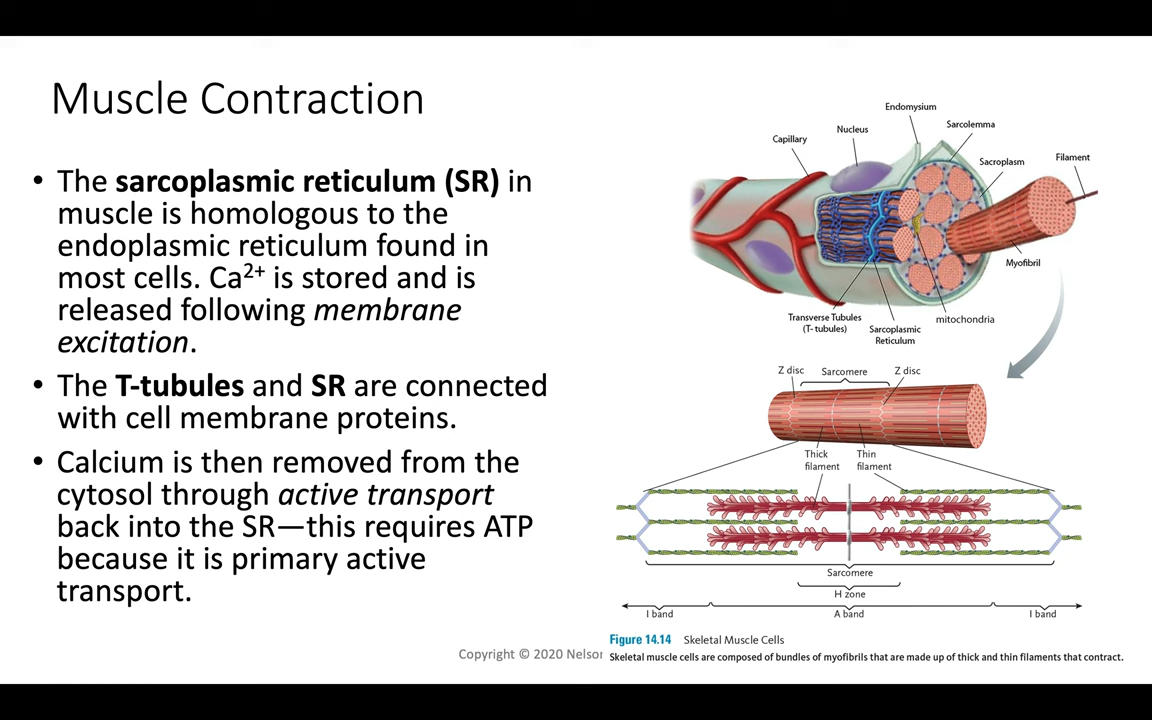 Muscle Contraction
• The sarcoplasmic reticulum (SR) in
muscle is homologous to the
endoplasmic reticulum found in
most cells. Ca2+ is stored and is
released following membrane
excitation.
• The T-tubules and SR are connected
with cell membrane proteins.
• Calcium is then removed from the
cytosol through active transport
back into the SR—this requires ATP
because it is primary active
transport.
Endomysium
Sarcolemma
Nucleus
Capillary
Sacroplasm
Filament
Myofibril
Transverse Tubules
(T- tubules)
Sarcoplasmic
Reticulum
mitochondria
Z disc
Sarcomere
Z disc
Thick
filament
Thin
filament
Sarcomere
H zone
I band
A band
I band
Figure 14.14 Skeletal Muscle Cells
Skeletal muscle cells are composed of bundles of myofibrils that are made up of thick and thin filaments that contract.
Copyright © 2020 Nelson